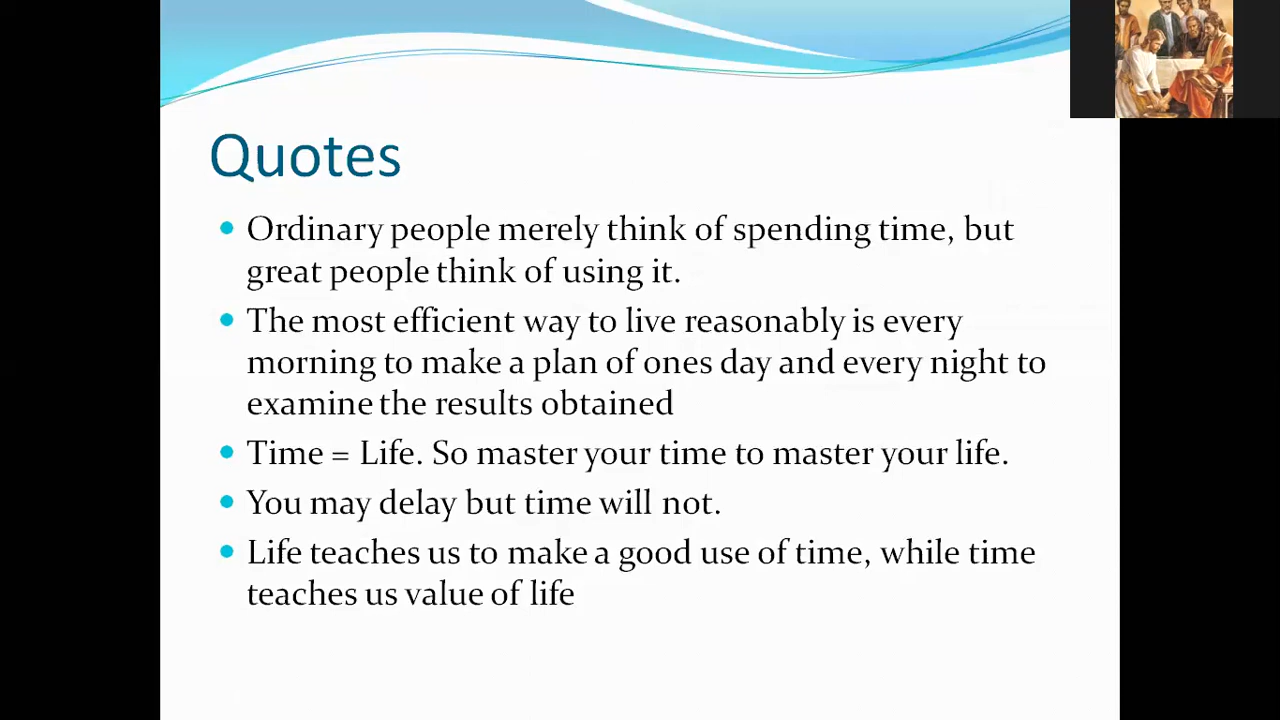 Quotes
• Ordinary people merely think of spending time, but
great people think of using it.
• The most efficient way to live reasonably is every
morning to make a plan of ones day and every night to
examine the results obtained
• Time = Life. So master your time to master your life.
• You may delay but time will not.
• Life teaches us to make a good use of time, while time
teaches us value of life